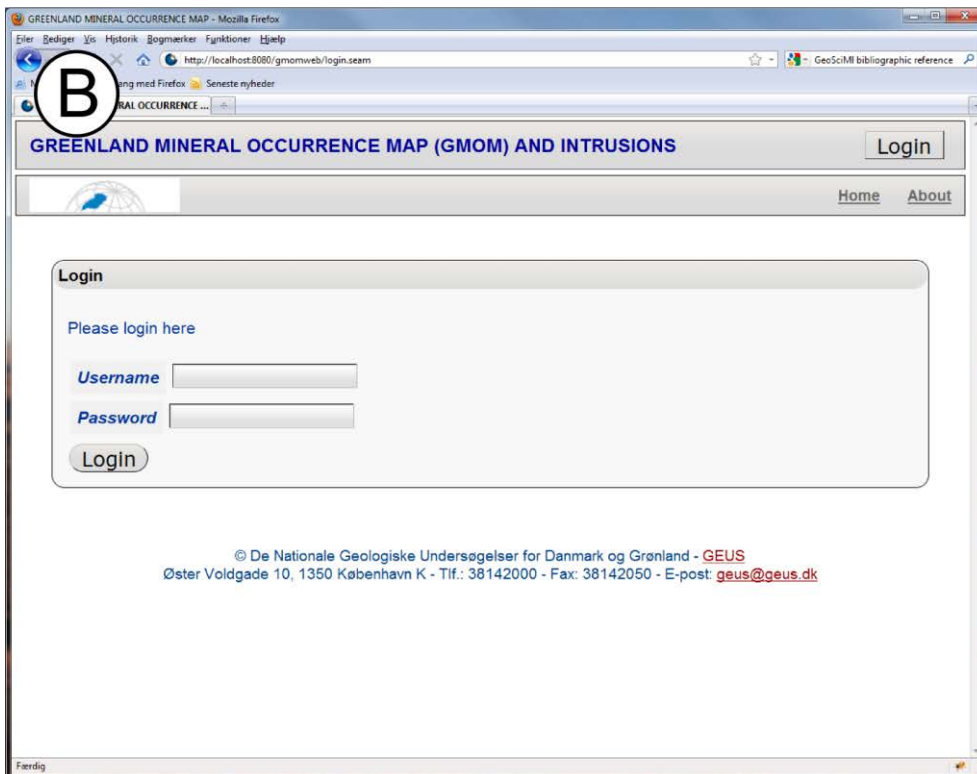 GREENLAND MINERAL OCCURRENCE MAP - Mozilla Firefox
Filer Rediger Vis Historik Bogmærker Funktioner Hjælp
http://localhost:8080/gmomweb/login.seam
GeoSciMl bibliographic reference
ang med Firefox Seneste nyheder
B
RAL OCCURRENCE ...
GREENLAND MINERAL OCCURRENCE MAP (GMOM) AND INTRUSIONS Login
Home About
Login
Please login here
Username
Password
Login
© De Nationale Geologiske Undersøgelser for Danmark og Grønland - GEUS
Øster Voldgade 10, 1350 København K - Tlf.: 38142000 - Fax: 38142050 - E-post: geus@geus.dk
Færdig